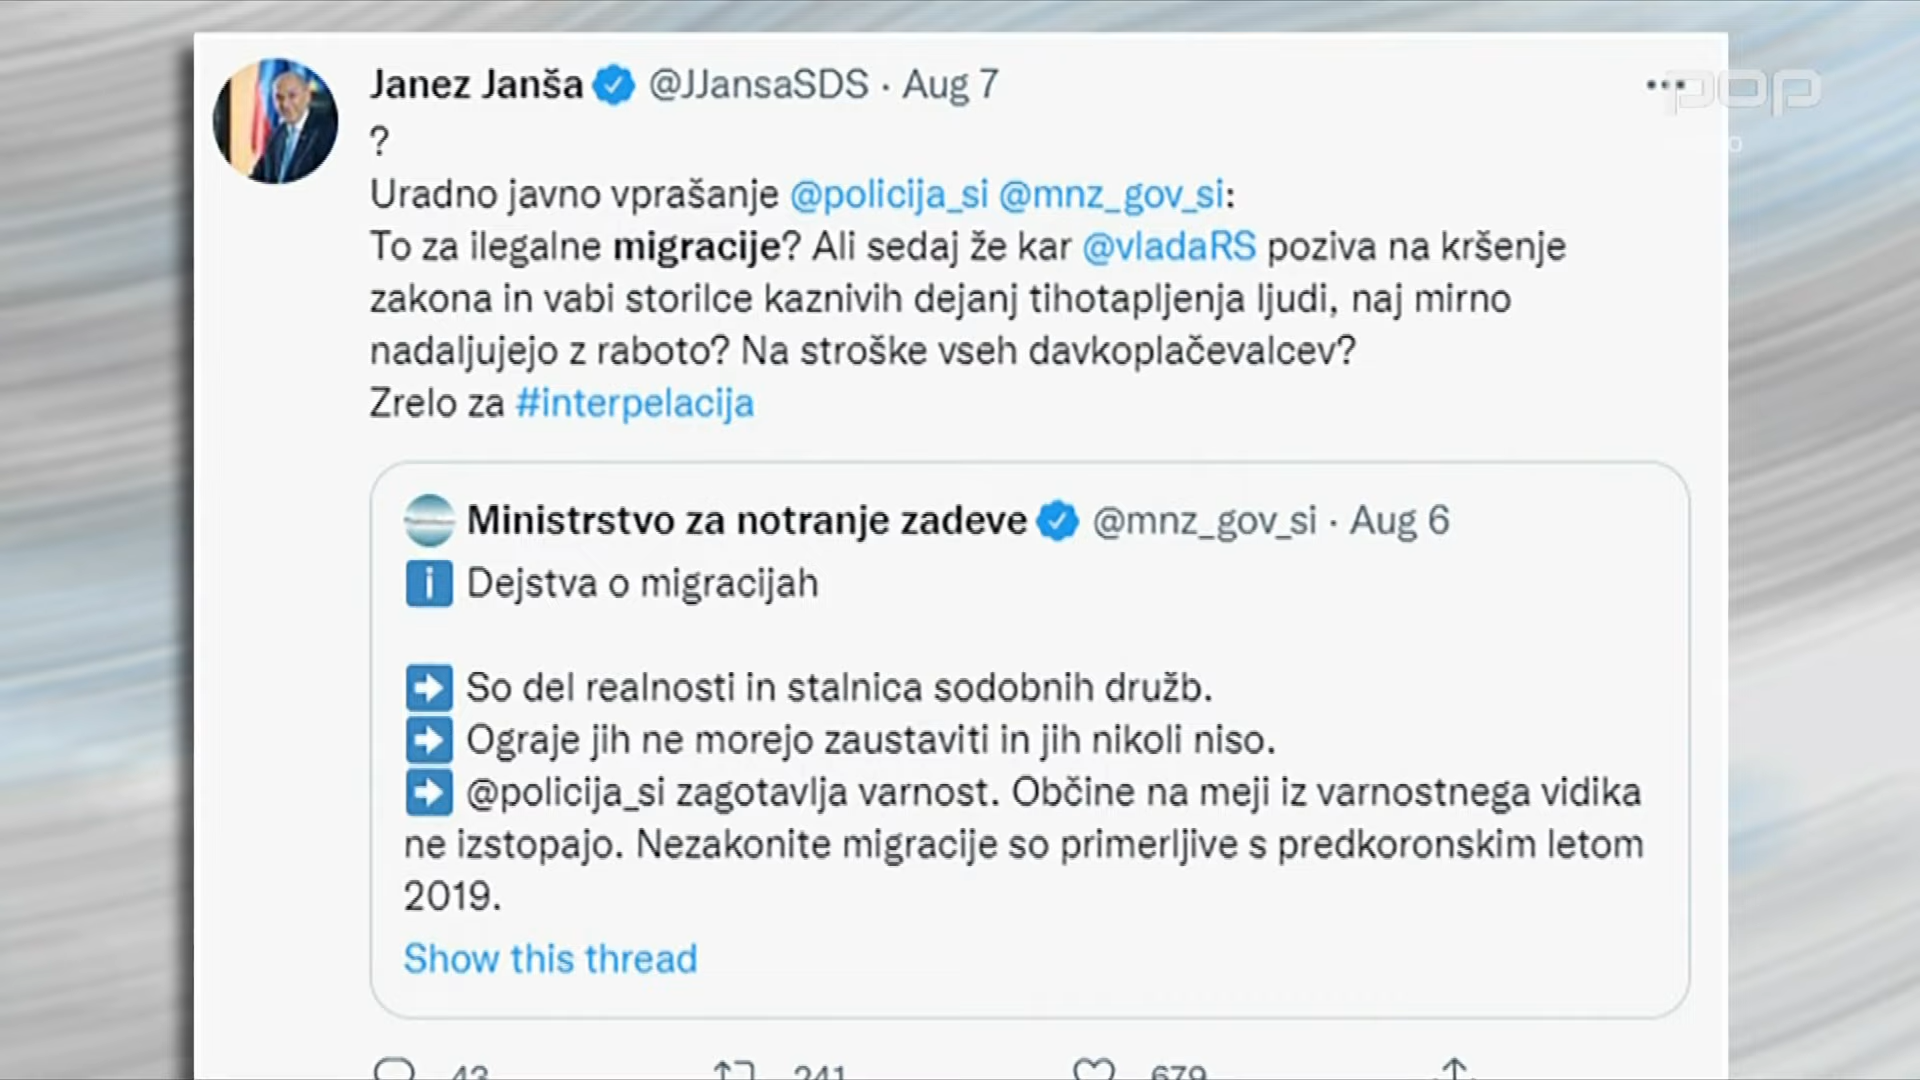 Janez Janša @JJansaSDS · Aug 7
?
Uradno javno vprašanje @policija_si @mnz_gov_si:
To za ilegalne migracije? Ali sedaj že kar @vladaRS poziva na kršenje
zakona in vabi storilce kaznivih dejanj tihotapljenja ljudi, naj mirno
nadaljujejo z raboto? Na stroške vseh davkoplačevalcev?
Zrelo za #interpelacija
Ministrstvo za notranje zadeve @mnz_gov_si · Aug 6
i Dejstva o migracijah
So del realnosti in stalnica sodobnih družb.
Ograje jih ne morejo zaustaviti in jih nikoli niso.
@policija_si zagotavlja varnost. Občine na meji iz varnostnega vidika
ne izstopajo. Nezakonite migracije so primerljive s predkoronskim letom
2019.
Show this thread
43 241 679
pop